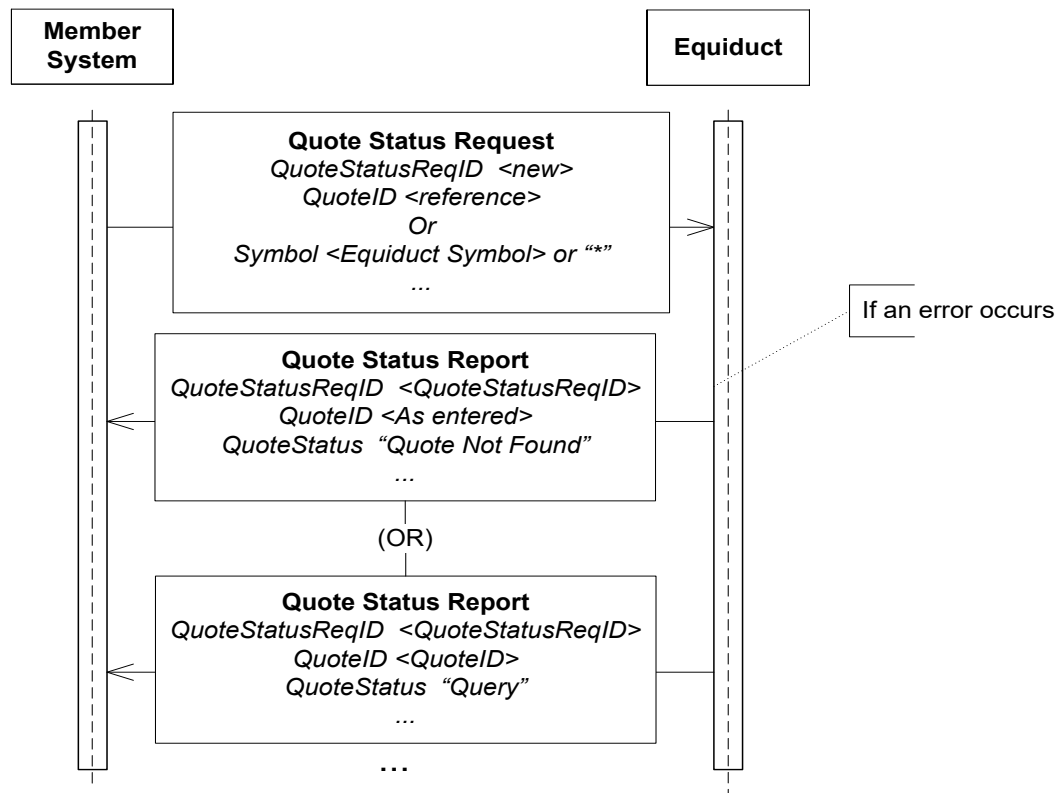 Member
System
Equiduct
Quote Status Request
QuoteStatusReqID <new>
QuoteID <reference>
Or
Symbol <Equiduct Symbol> or “*”
...
If an error occurs
Quote Status Report
QuoteStatusReqID <QuoteStatusReqID>
QuoteID <As entered>
QuoteStatus “Quote Not Found”
...
(OR)
Quote Status Report
QuoteStatusReqID <QuoteStatusReqID>
QuoteID <QuoteID>
QuoteStatus “Query”
...
...